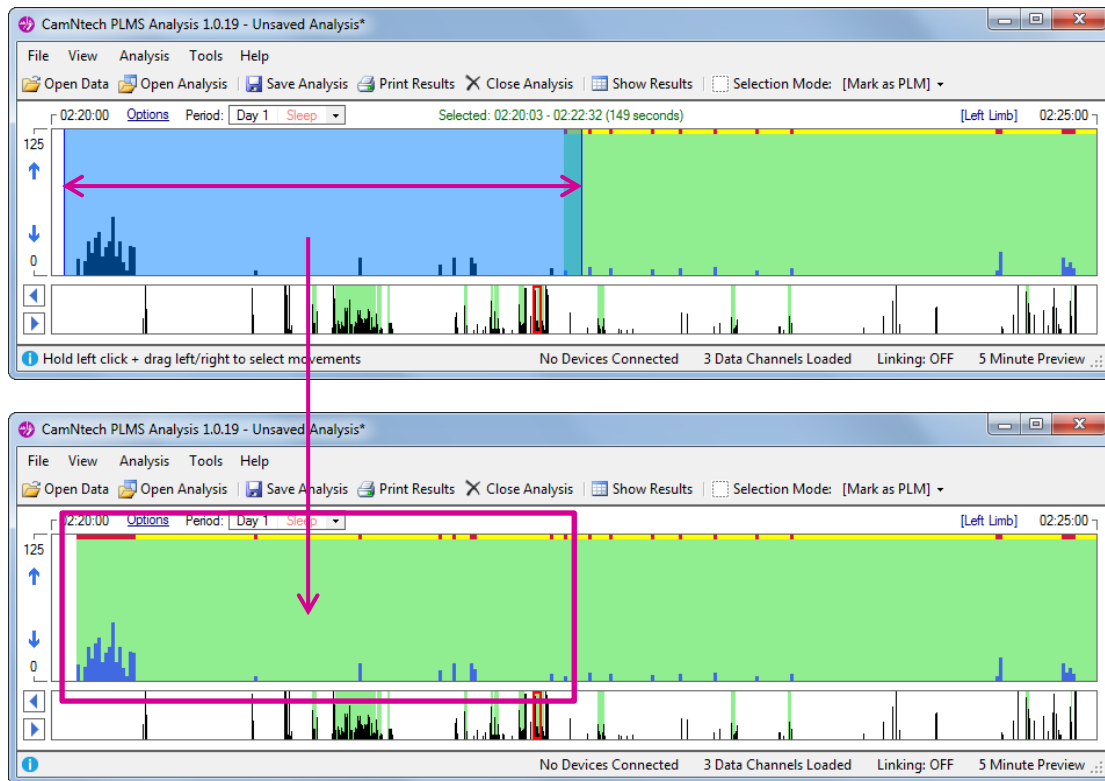 CamNtech PLMS Analysis 1.0.19 - Unsaved Analysis*
File View Analysis Tools Help
Open Data Open Analysis Save Analysis Print Results Close Analysis Show Results Selection Mode: [Mark as PLM]
02:20:00 Options Period: Day 1 Sleep Selected: 02:20:03 - 02:22:32 (149 seconds) [Left Limb] 02:25:00
125
0
Hold left click + drag left/right to select movements No Devices Connected 3 Data Channels Loaded Linking: OFF 5 Minute Preview
CamNtech PLMS Analysis 1.0.19 - Unsaved Analysis*
File View Analysis Tools Help
Open Data Open Analysis Save Analysis Print Results Close Analysis Show Results Selection Mode: [Mark as PLM]
02:20:00 Options Period: Day 1 Sleep [Left Limb] 02:25:00
125
0
No Devices Connected 3 Data Channels Loaded Linking: OFF 5 Minute Preview